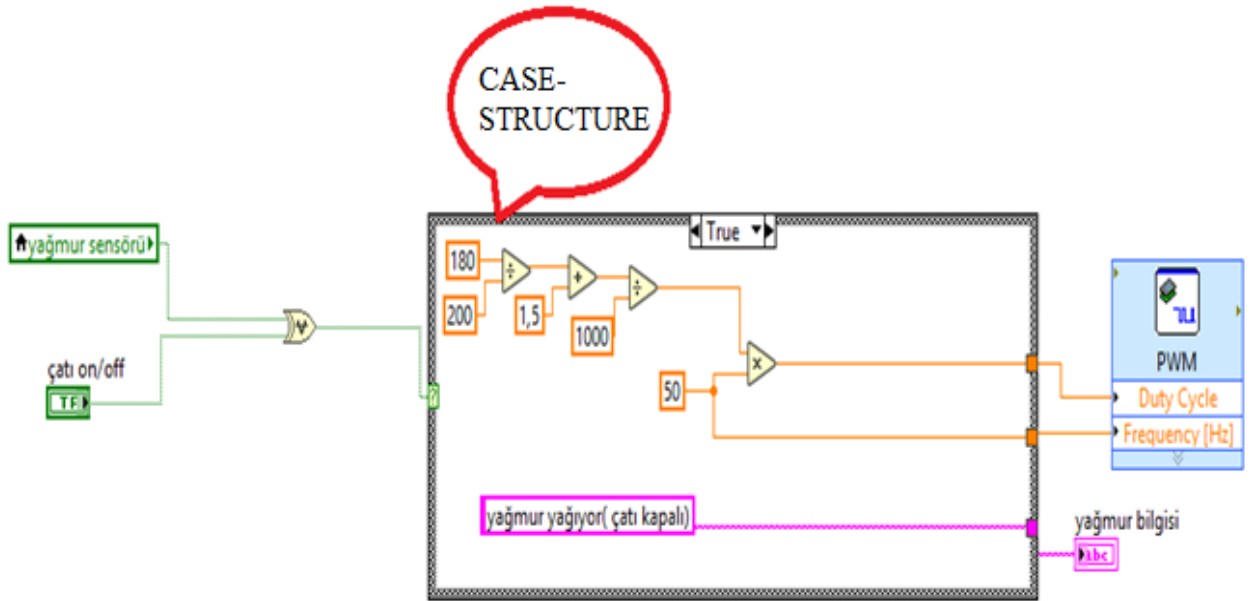 CASE-
STRUCTURE
True
yağmur sensörü
180
÷
+
÷
200
1,5
1000
çatı on/off
TF
?
50
x
PWM
Duty Cycle
Frequency [Hz]
yağmur yağıyor( çatı kapalı)
yağmur bilgisi
Abc